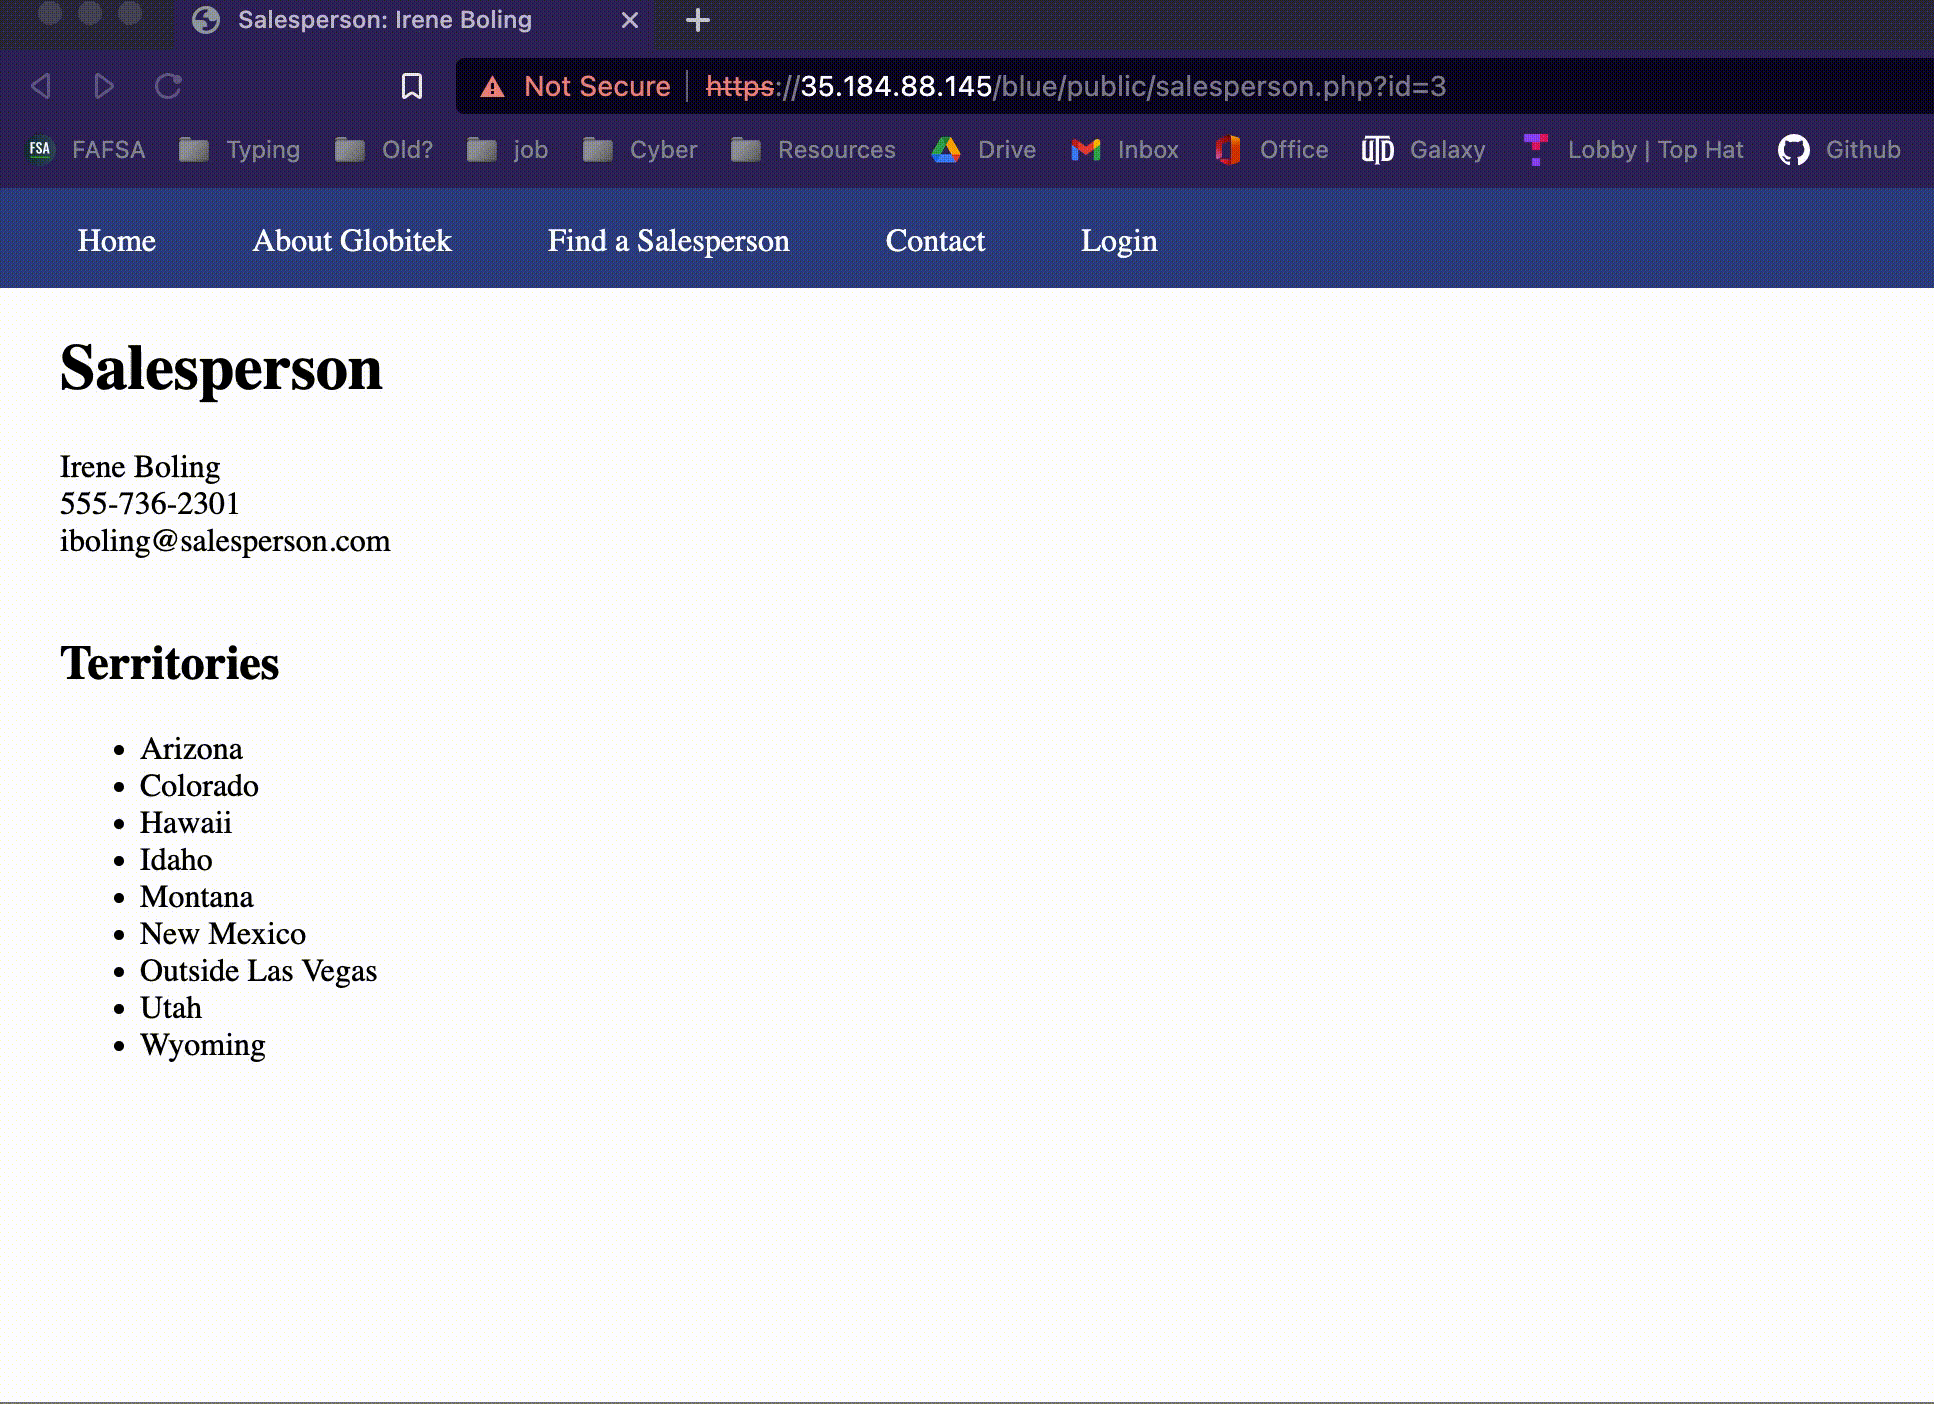 Salesperson: Irene Boling
Not Secure https://35.184.88.145/blue/public/salesperson.php?id=3
FSA FAFSA Typing Old? job Cyber Resources Drive Inbox Office UTD Galaxy Lobby | Top Hat Github
Home About Globitek Find a Salesperson Contact Login
Salesperson
Irene Boling
555-736-2301
iboling@salesperson.com
Territories
• Arizona
• Colorado
• Hawaii
• Idaho
• Montana
• New Mexico
• Outside Las Vegas
• Utah
• Wyoming